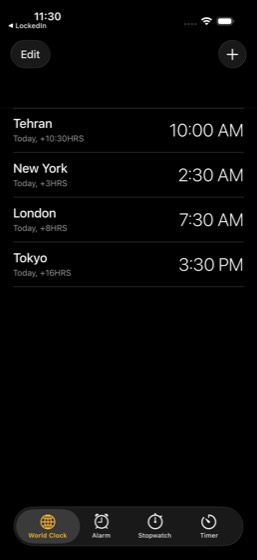 11:30
◀ LockedIn
Edit
+
Tehran
Today, +10:30HRS
10:00 AM
New York
Today, +3HRS
2:30 AM
London
Today, +8HRS
7:30 AM
Tokyo
Today, +16HRS
3:30 PM
World Clock
Alarm
Stopwatch
Timer